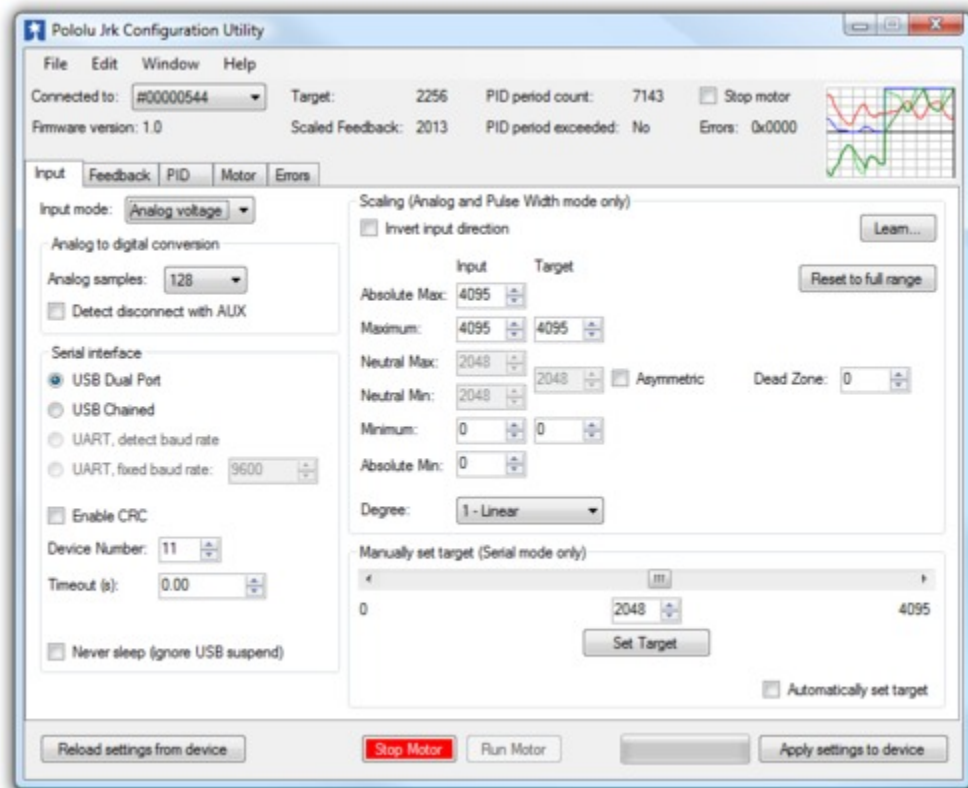 Pololu Jrk Configuration Utility
File Edit Window Help
Connected to: #00000544 Target: 2256 PID period count: 7143 Stop motor
Firmware version: 1.0 Scaled Feedback: 2013 PID period exceeded: No Errors: 0x0000
Input Feedback PID Motor Errors
Input mode: Analog voltage
Analog to digital conversion
Analog samples: 128
Detect disconnect with AUX
Serial interface
USB Dual Port
USB Chained
UART, detect baud rate
UART, fixed baud rate: 9600
Enable CRC
Device Number: 11
Timeout (s): 0.00
Never sleep (ignore USB suspend)
Scaling (Analog and Pulse Width mode only)
Invert input direction Learn...
Input Target
Reset to full range
Absolute Max: 4095
Maximum: 4095 4095
Neutral Max: 2048
2048 Asymmetric Dead Zone: 0
Neutral Min: 2048
Minimum: 0 0
Absolute Min: 0
Degree: 1 - Linear
Manually set target (Serial mode only)
0 2048 4095
Set Target
Automatically set target
Reload settings from device Stop Motor Run Motor Apply settings to device